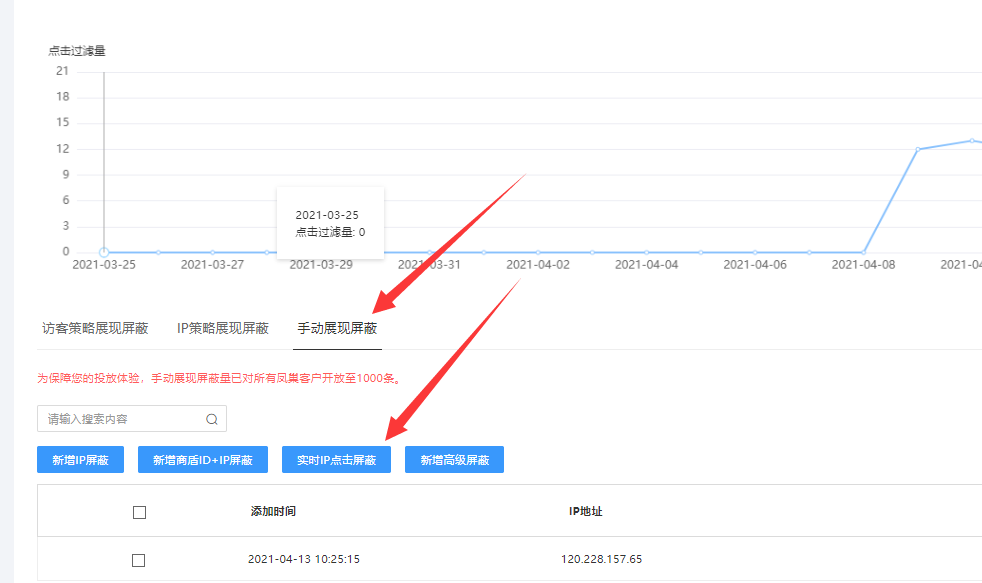 点击过滤量
21
18
15
12
9
6
3
0
2021-03-25
点击过滤量: 0
2021-03-25 2021-03-27 2021-03-29 2021-03-31 2021-04-02 2021-04-04 2021-04-06 2021-04-08 2021-04
访客策略展现屏蔽 IP策略展现屏蔽 手动展现屏蔽
为保障您的投放体验，手动展现屏蔽量已对所有凤巢客户开放至1000条。
请输入搜索内容
新增IP屏蔽 新增商盾ID+IP屏蔽 实时IP点击屏蔽 新增高级屏蔽
添加时间 IP地址
2021-04-13 10:25:15 120.228.157.65